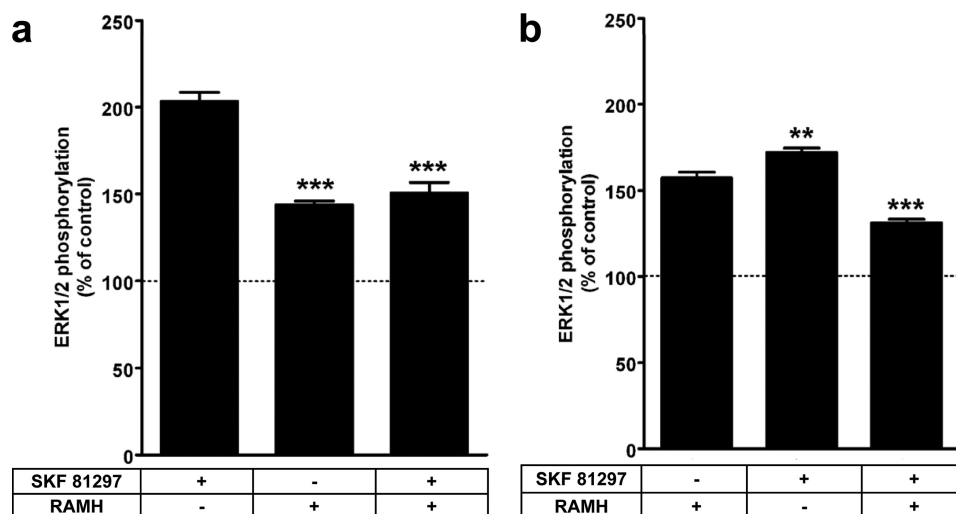 a
ERK1/2 phosphorylation
(% of control)
250
200
150
100
50
0
***
***
SKF 81297 + - +
RAMH - + +
b
ERK1/2 phosphorylation
(% of control)
250
200
150
100
50
0
**
***
SKF 81297 - + +
RAMH + - +